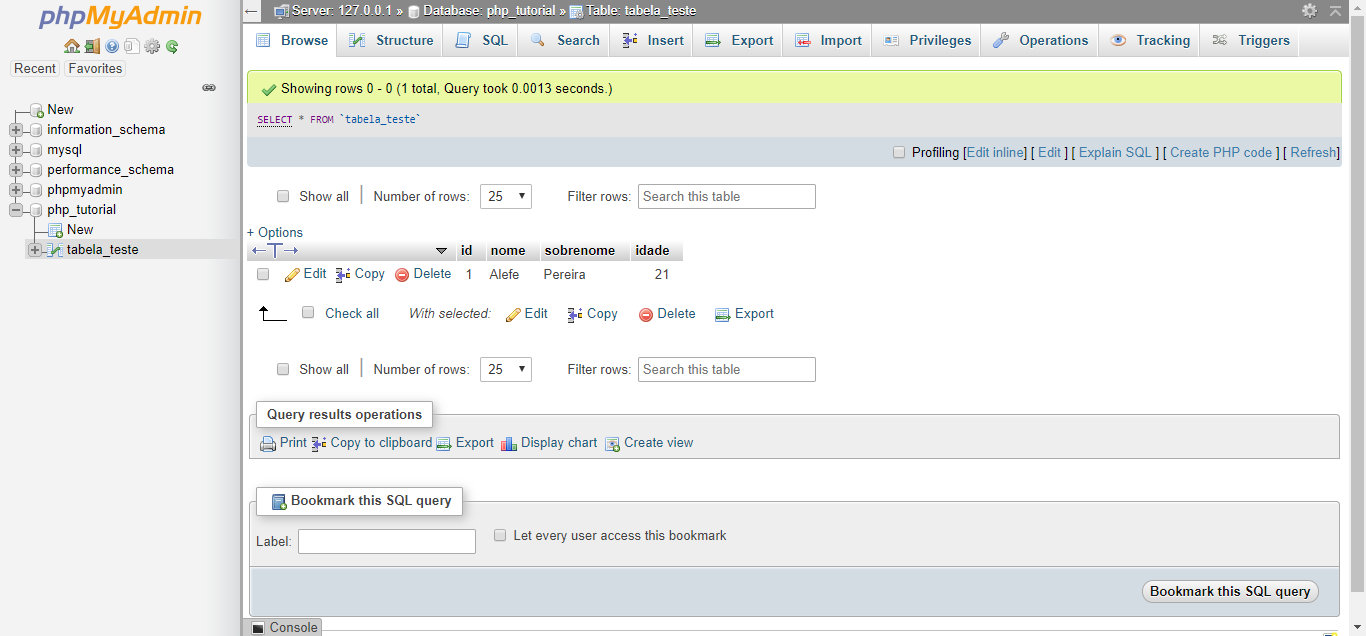 phpMyAdmin
Recent Favorites
New
information_schema
mysql
performance_schema
phpmyadmin
php_tutorial
New
tabela_teste
Server: 127.0.0.1 » Database: php_tutorial » Table: tabela_teste
Browse Structure SQL Search Insert Export Import Privileges Operations Tracking Triggers
Showing rows 0 - 0 (1 total, Query took 0.0013 seconds.)
SELECT * FROM `tabela_teste`
Profiling [Edit inline] [ Edit ] [ Explain SQL ] [ Create PHP code ] [ Refresh]
Show all Number of rows: 25 Filter rows: Search this table
+ Options
id nome sobrenome idade
Edit Copy Delete 1 Alefe Pereira 21
Check all With selected: Edit Copy Delete Export
Show all Number of rows: 25 Filter rows: Search this table
Query results operations
Print Copy to clipboard Export Display chart Create view
Bookmark this SQL query
Label: Let every user access this bookmark
Bookmark this SQL query
Console